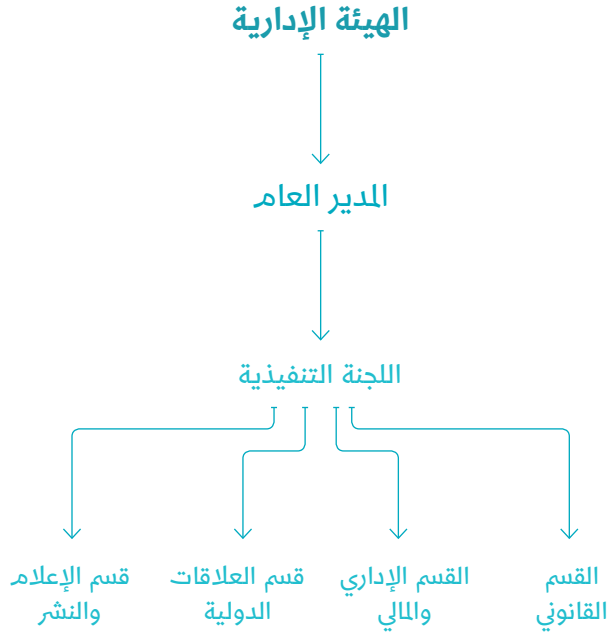 الهيئة الإدارية
المدير العام
اللجنة التنفيذية
القسم
القانوني
القسم الإداري
والمالي
قسم العلاقات
الدولية
قسم الإعلام
والنشر